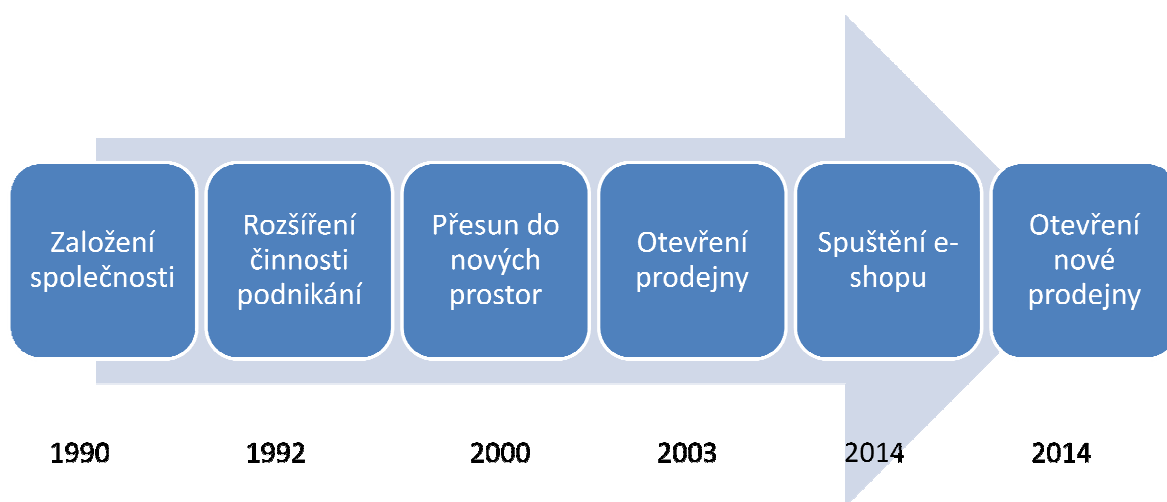 Založení
společnosti
Rozšíření
činnosti
podnikání
Přesun do
nových
prostor
Otevření
prodejny
Spuštění e-
shopu
Otevření
nové
prodejny
1990 1992 2000 2003 2014 2014